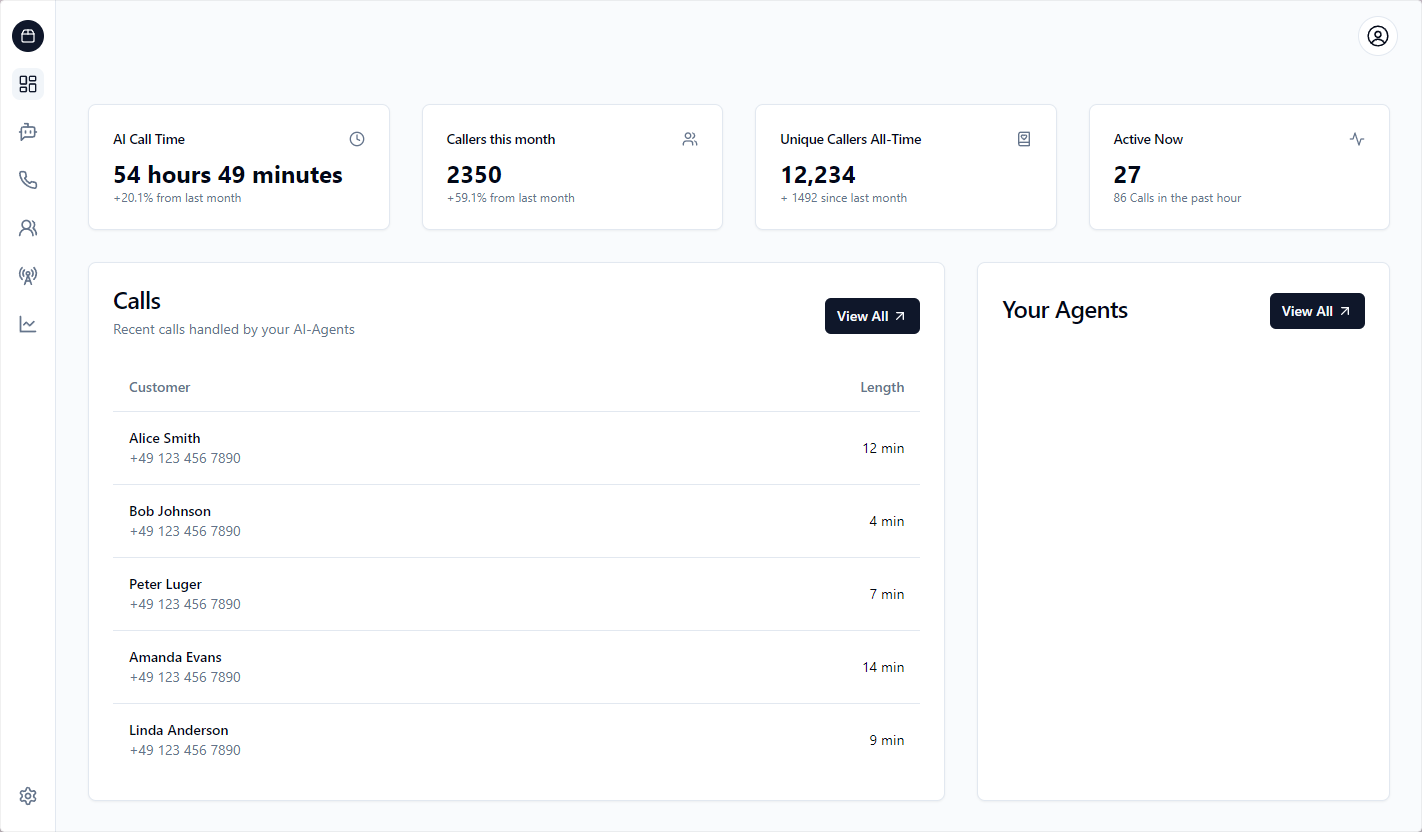 AI Call Time
54 hours 49 minutes
+20.1% from last month
Callers this month
2350
+59.1% from last month
Unique Callers All-Time
12,234
+ 1492 since last month
Active Now
27
86 Calls in the past hour
Calls
Recent calls handled by your AI-Agents
View All
Customer Length
Alice Smith
+49 123 456 7890
12 min
Bob Johnson
+49 123 456 7890
4 min
Peter Luger
+49 123 456 7890
7 min
Amanda Evans
+49 123 456 7890
14 min
Linda Anderson
+49 123 456 7890
9 min
Your Agents
View All